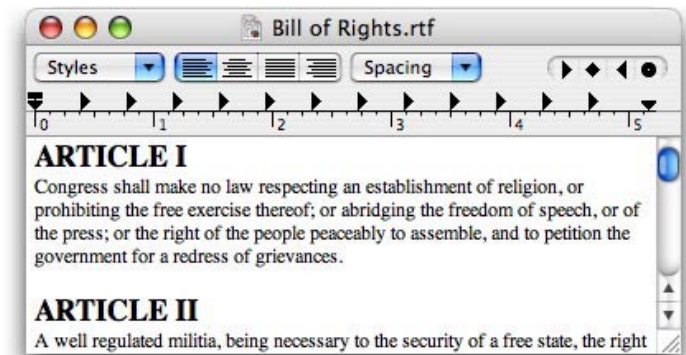 Bill of Rights.rtf
Styles Spacing
0 1 2 3 4 5
ARTICLE I
Congress shall make no law respecting an establishment of religion, or
prohibiting the free exercise thereof; or abridging the freedom of speech, or of
the press; or the right of the people peaceably to assemble, and to petition the
government for a redress of grievances.
ARTICLE II
A well regulated militia, being necessary to the security of a free state, the right